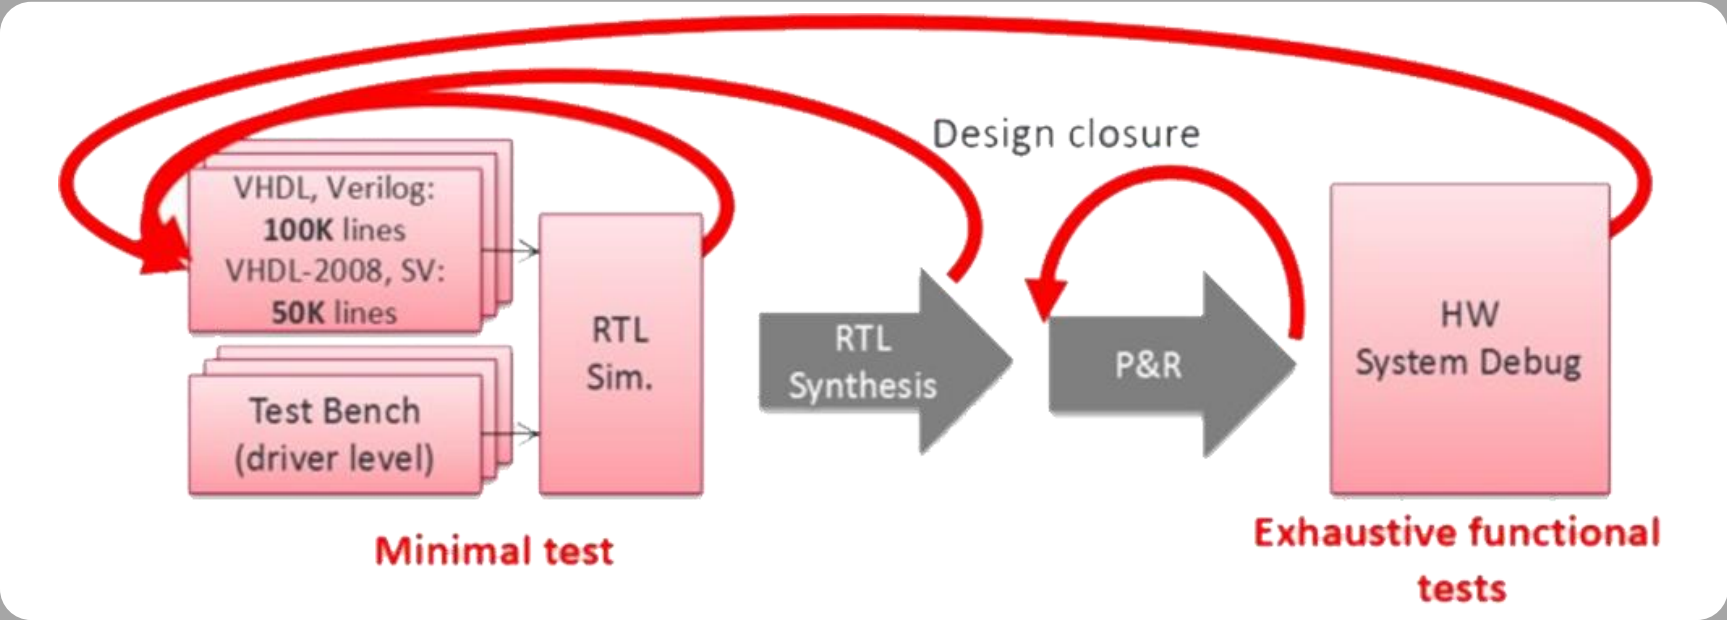 Design closure
VHDL, Verilog:
100K lines
VHDL-2008, SV:
50K lines
Test Bench
(driver level)
RTL
Sim.
RTL
Synthesis
P&R
HW
System Debug
Minimal test
Exhaustive functional
tests